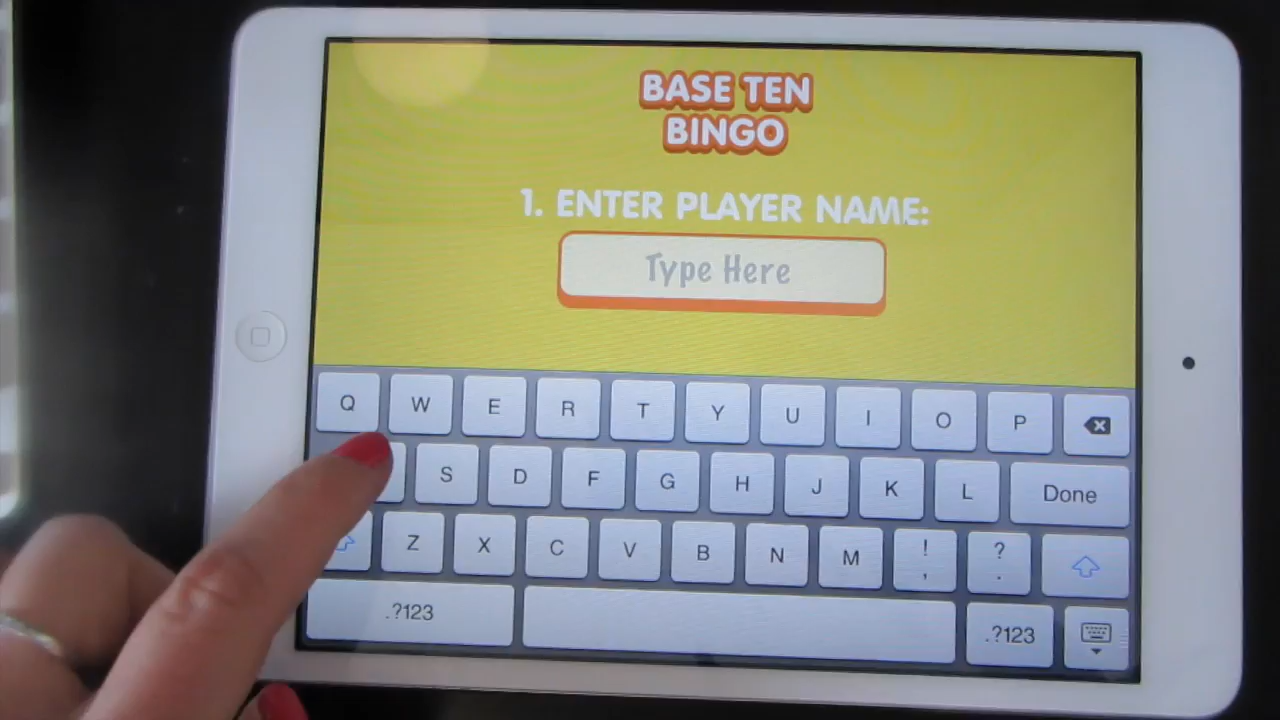 BASE TEN
BINGO
1. ENTER PLAYER NAME:
Type Here
Q W E R T Y U I O P
S D F G H J K L Done
Z X C V B N M ! , ? .
.?123 .?123